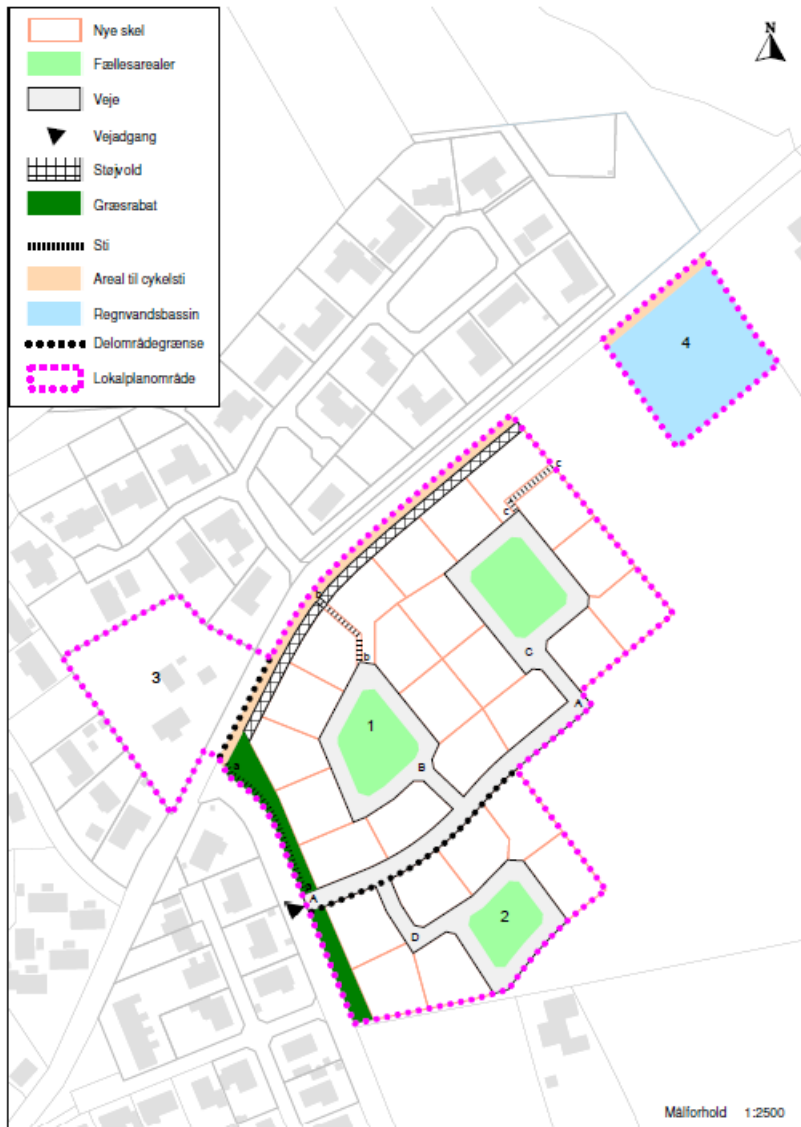 Nye skel
Fællesarealer
Veje
Vejadgang
Støjvold
Græsrabat
Sti
Areal til cykelsti
Regnvandsbassin
Delområdegrænse
Lokalplanområde
N
4
c
c
b
b
3
C
A
1
B
a
a
A
2
D
Målforhold 1:2500